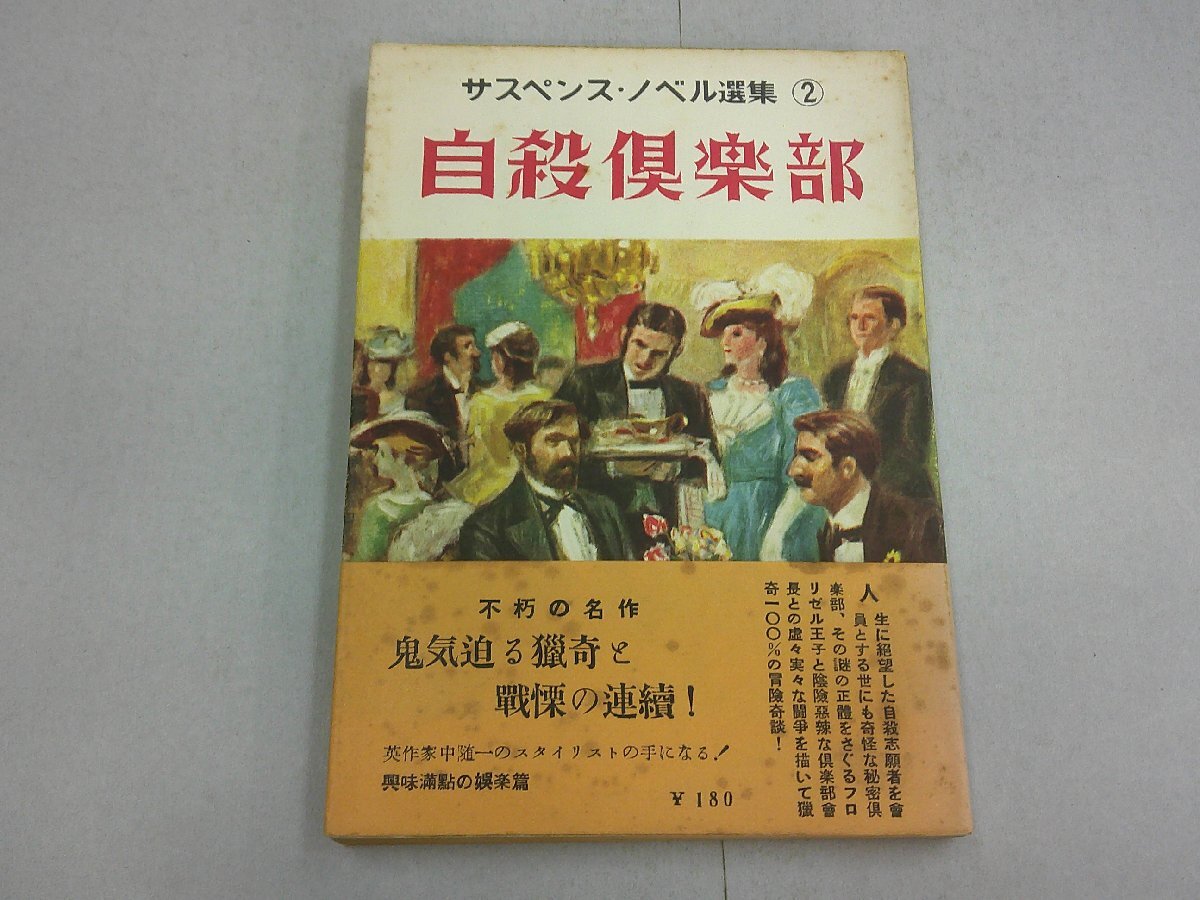 サスペンス・ノベル選集 ②
自殺倶楽部
不朽の名作
鬼気迫る獵奇と
戰慄の連續！
英作家中随一のスタイリストの手になる！
興味滿點の娯楽篇
¥ 180
人生に絕望した自殺志願者を會
員とする世にも奇怪な秘密倶
楽部、その謎の正體をさぐるフロ
リゼル王子と陰險惡辣な倶楽部會
長との虛々実々な闘爭を描いて獵
奇一〇〇％の冒險奇談！